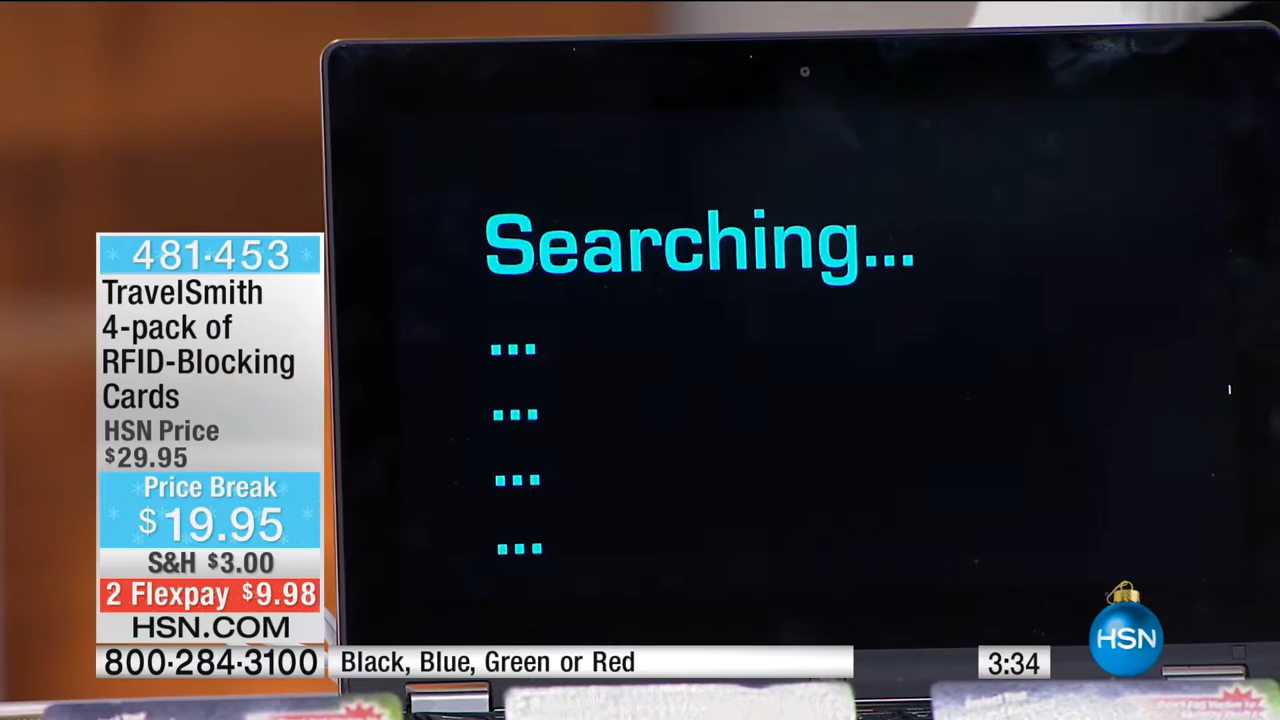 Searching...
...
...
...
...
481·453
TravelSmith
4-pack of
RFID-Blocking
Cards
HSN Price
$29.95
Price Break
$19.95
S&H $3.00
2 Flexpay $9.98
HSN.COM
800·284·3100
Black, Blue, Green or Red
3:34
HSN